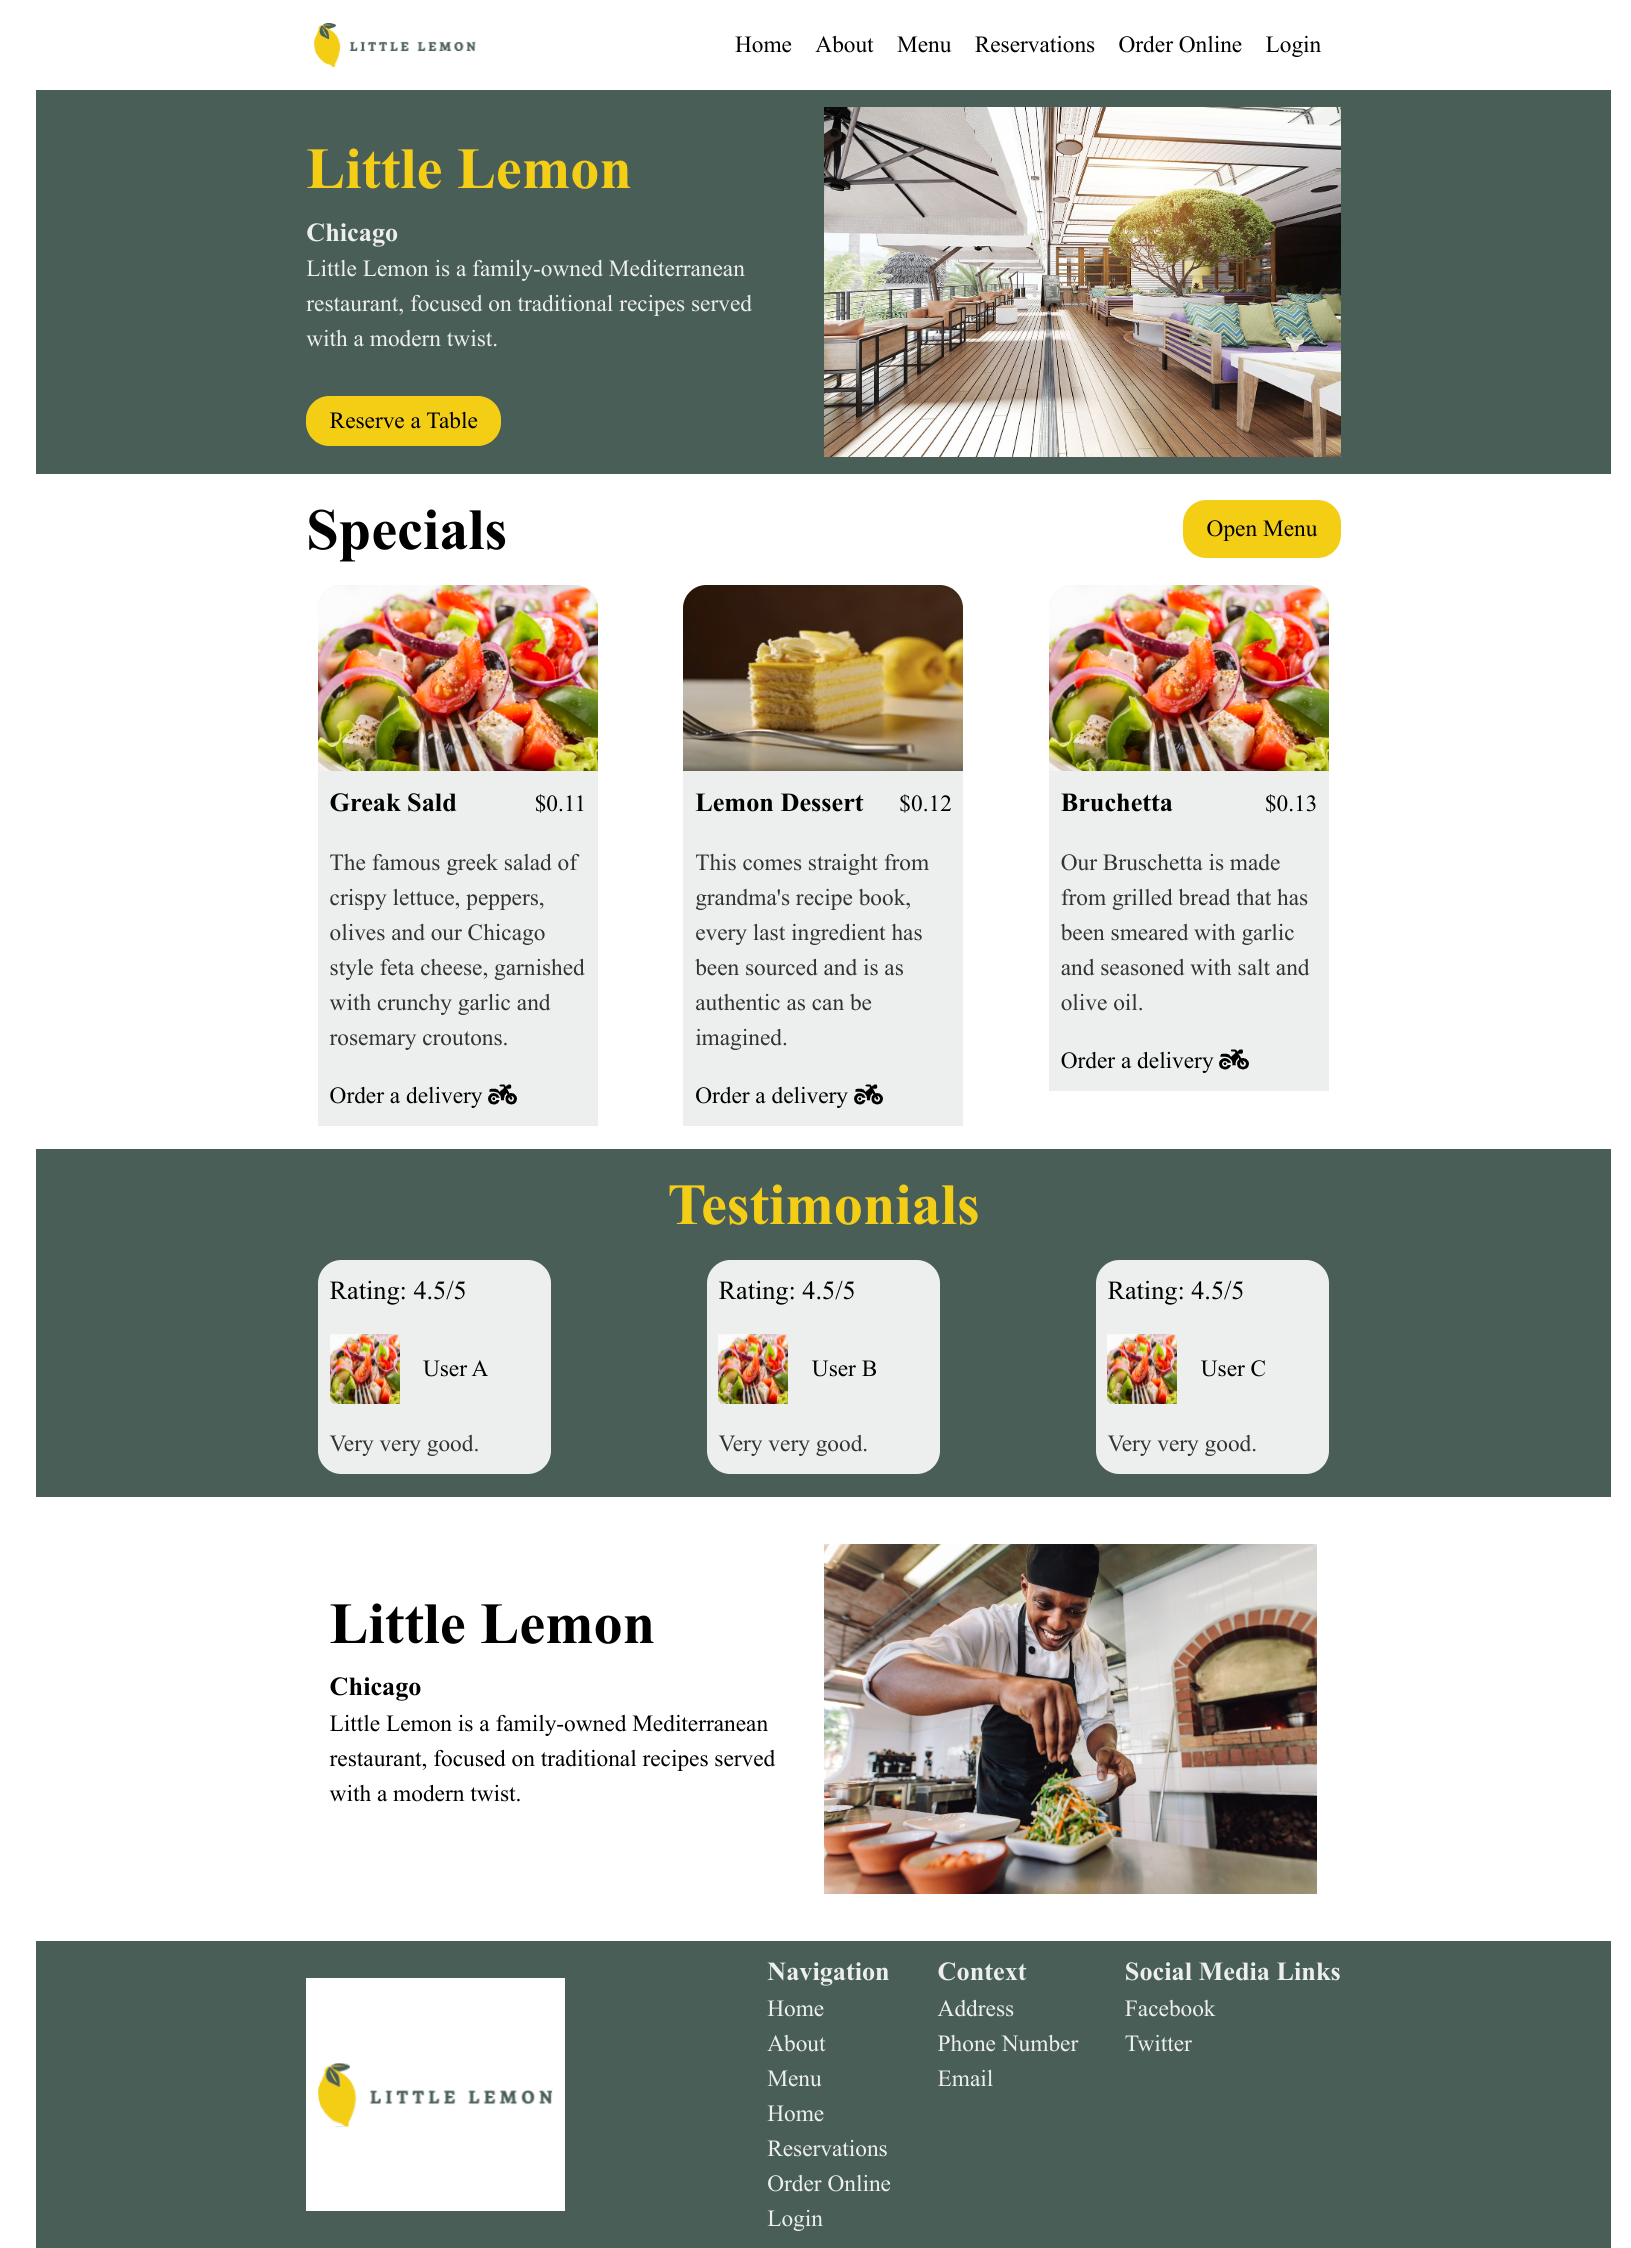 LITTLE LEMON
Home About Menu Reservations Order Online Login
Little Lemon
Chicago
Little Lemon is a family-owned Mediterranean
restaurant, focused on traditional recipes served
with a modern twist.
Reserve a Table
Specials
Open Menu
Greak Sald $0.11
The famous greek salad of
crispy lettuce, peppers,
olives and our Chicago
style feta cheese, garnished
with crunchy garlic and
rosemary croutons.
Order a delivery
Lemon Dessert $0.12
This comes straight from
grandma's recipe book,
every last ingredient has
been sourced and is as
authentic as can be
imagined.
Order a delivery
Bruchetta $0.13
Our Bruschetta is made
from grilled bread that has
been smeared with garlic
and seasoned with salt and
olive oil.
Order a delivery
Testimonials
Rating: 4.5/5
User A
Very very good.
Rating: 4.5/5
User B
Very very good.
Rating: 4.5/5
User C
Very very good.
Little Lemon
Chicago
Little Lemon is a family-owned Mediterranean
restaurant, focused on traditional recipes served
with a modern twist.
LITTLE LEMON
Navigation
Home
About
Menu
Home
Reservations
Order Online
Login
Context
Address
Phone Number
Email
Social Media Links
Facebook
Twitter